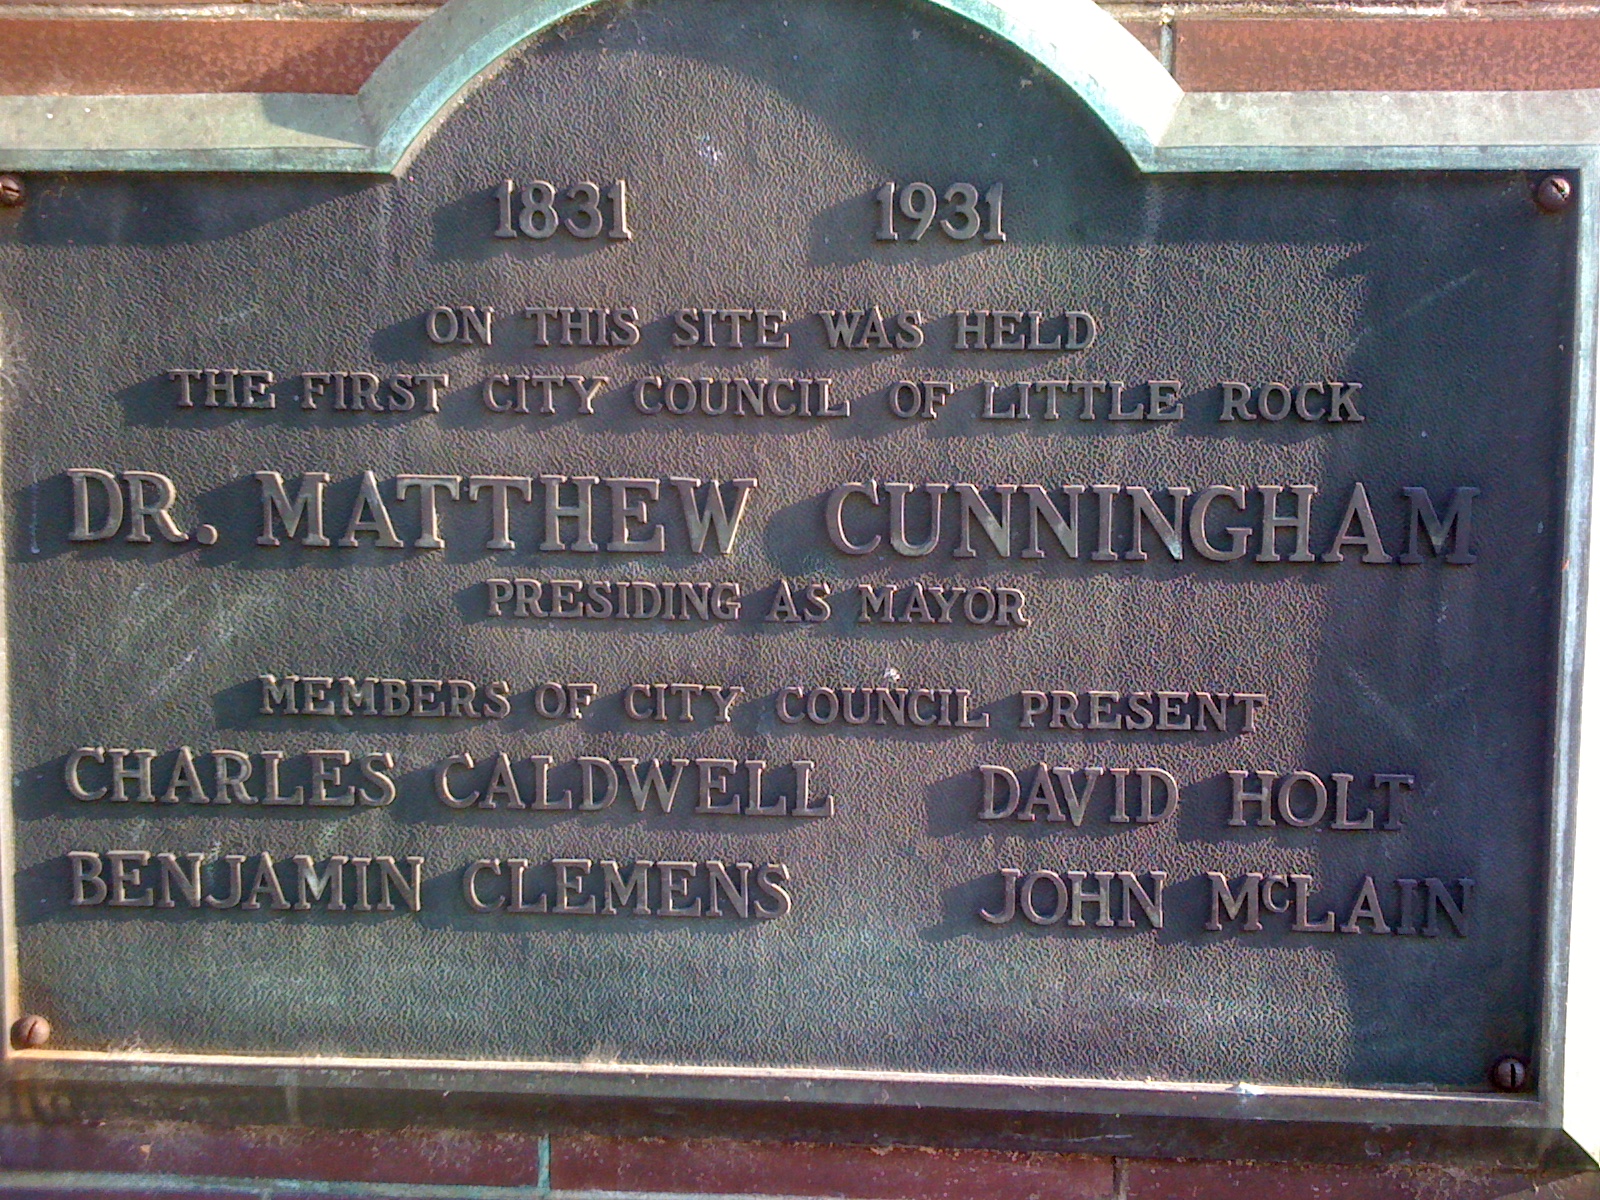 1831 1931
ON THIS SITE WAS HELD
THE FIRST CITY COUNCIL OF LITTLE ROCK
DR. MATTHEW CUNNINGHAM
PRESIDING AS MAYOR
MEMBERS OF CITY COUNCIL PRESENT
CHARLES CALDWELL DAVID HOLT
BENJAMIN CLEMENS JOHN McLAIN